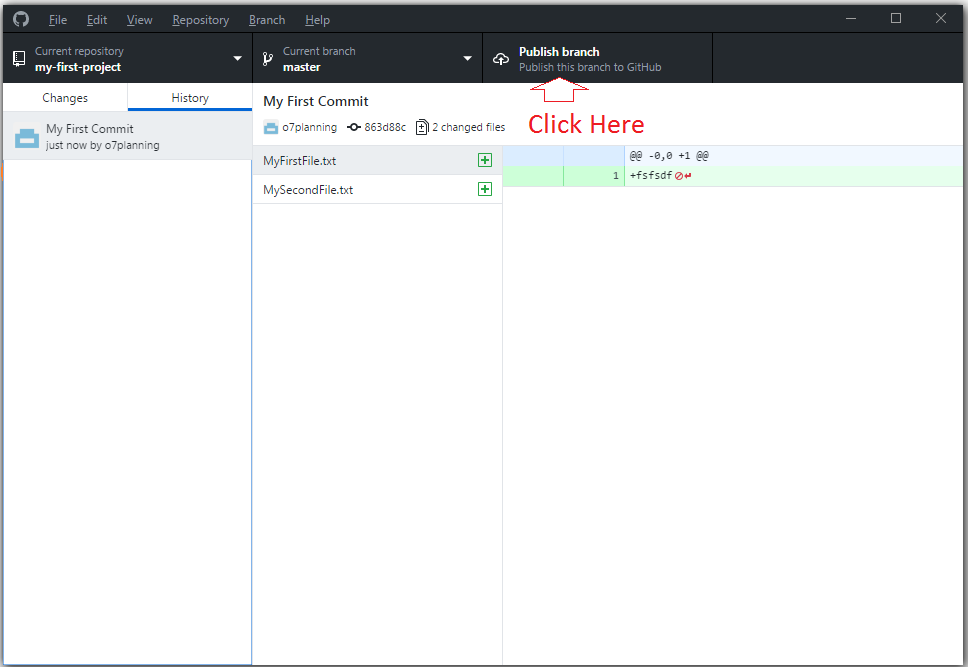 File Edit View Repository Branch Help
Current repository
my-first-project
Current branch
master
Publish branch
Publish this branch to GitHub
Changes History
My First Commit
just now by o7planning
My First Commit
o7planning 863d88c 2 changed files
Click Here
MyFirstFile.txt
MySecondFile.txt
@@ -0,0 +1 @@
1 +fsfsdf